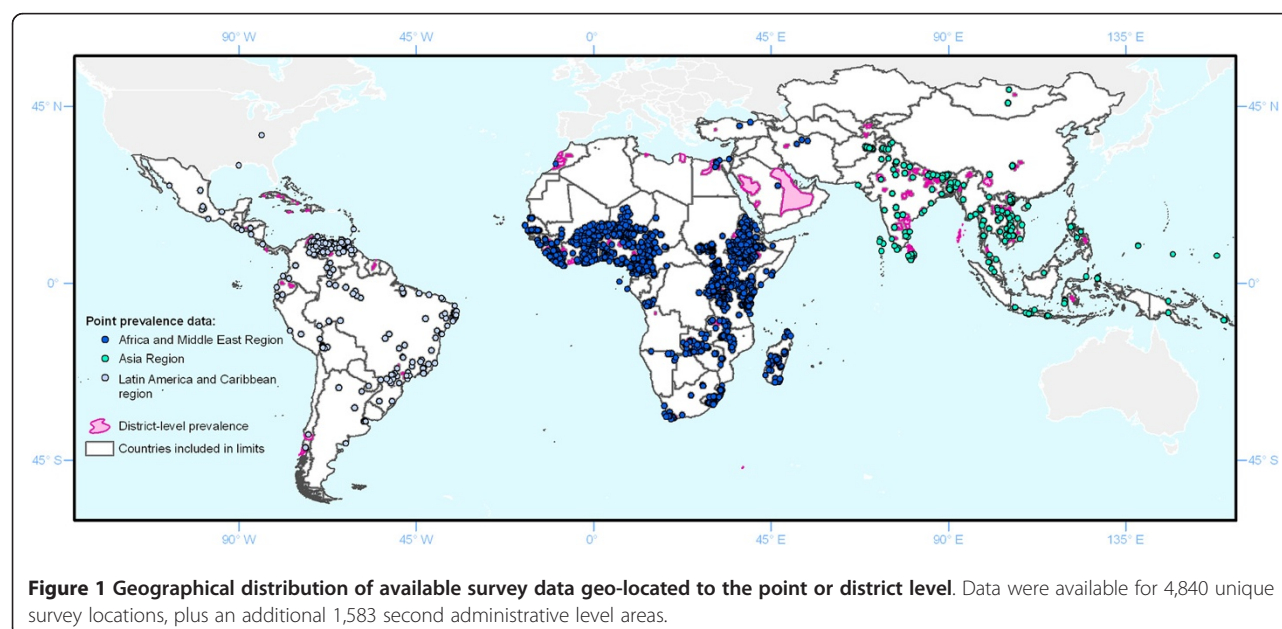 90° W
45° W
0°
45° E
90° E
135° E
45° N
45° N
0°
0°
Point prevalence data:
Africa and Middle East Region
Asia Region
Latin America and Caribbean
region
District-level prevalence
Countries included in limits
45° S
45° S
90° W
45° W
0°
45° E
90° E
135° E
Figure 1 Geographical distribution of available survey data geo-located to the point or district level. Data were available for 4,840 unique
survey locations, plus an additional 1,583 second administrative level areas.